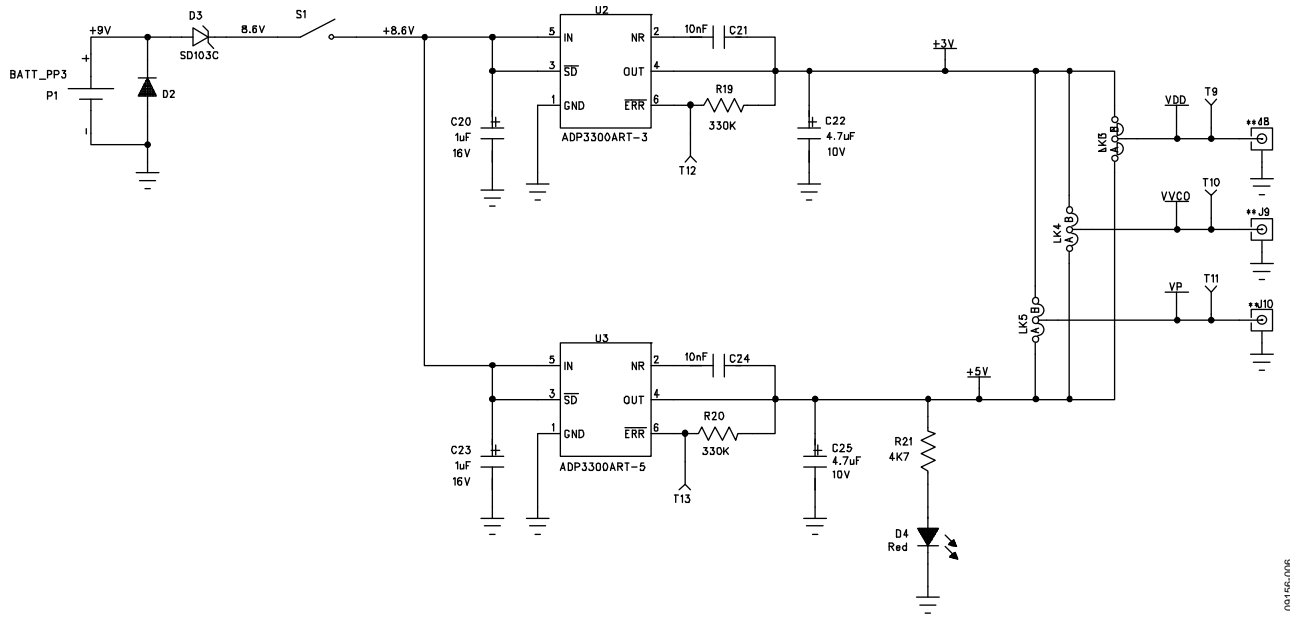 +9V
D3
SD103C
8.6V
S1
+8.6V
BATT_PP3
P1
+
-
D2
C20
+
1uF
16V
U2
5
IN
NR
2
3
SD
OUT
4
1
GND
ERR
6
ADP3300ART-3
10nF
C21
R19
330K
T12
+
C22
4.7uF
10V
+3V
LK3
B
A
VDD
T9
**J8
LK4
B
A
VVCO
T10
**J9
LK5
B
A
VP
T11
**J10
C23
+
1uF
16V
U3
5
IN
NR
2
3
SD
OUT
4
1
GND
ERR
6
ADP3300ART-5
10nF
C24
R20
330K
T13
+
C25
4.7uF
10V
+5V
R21
4K7
D4
Red
09156-006